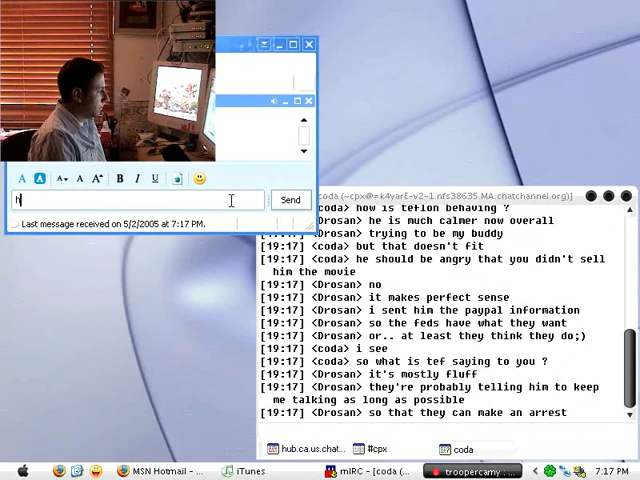 A A A A A B I U
h
Send
Last message received on 5/2/2005 at 7:17 PM.
coda (~cpx@=k4yarE-v2-1.nfs38635.MA.chatchannel.org)]
<coda> how is teflon behaving ?
<Drosan> he is much calmer now overall
<Drosan> trying to be my buddy
[19:17] <coda> but that doesn't fit
[19:17] <coda> he should be angry that you didn't sell
him the movie
[19:17] <Drosan> no
[19:17] <Drosan> it makes perfect sense
[19:17] <Drosan> i sent him the paypal information
[19:17] <Drosan> so the feds have what they want
[19:17] <Drosan> or.. at least they think they do;)
[19:17] <coda> i see
[19:17] <coda> so what is tef saying to you ?
[19:17] <Drosan> it's mostly fluff
[19:17] <Drosan> they're probably telling him to keep
me talking as long as possible
[19:17] <Drosan> so that they can make an arrest
hub.ca.us.chat... #cpx coda
MSN Hotmail - ... iTunes mIRC - [coda (... troopercamy : ... 7:17 PM